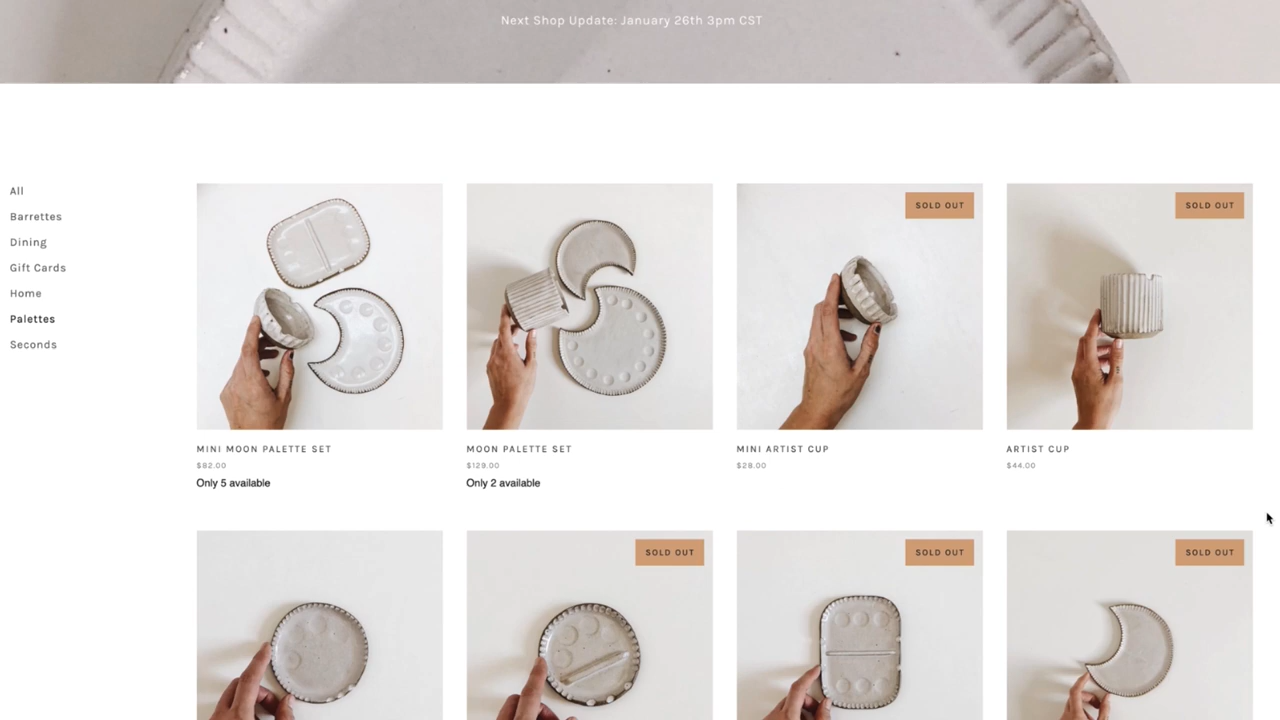 Next Shop Update: January 26th 3pm CST
All
Barrettes
Dining
Gift Cards
Home
Palettes
Seconds
SOLD OUT
SOLD OUT
MINI MOON PALETTE SET
$82.00
Only 5 available
MOON PALETTE SET
$129.00
Only 2 available
MINI ARTIST CUP
$28.00
ARTIST CUP
$44.00
SOLD OUT
SOLD OUT
SOLD OUT